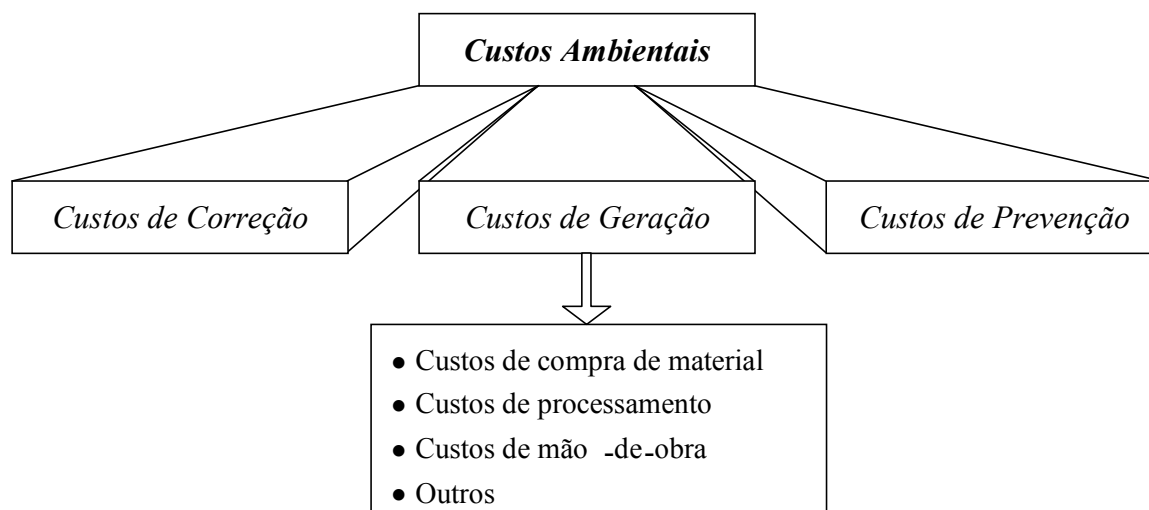 Custos Ambientais
Custos de Correção
Custos de Geração
Custos de Prevenção
● Custos de compra de material
● Custos de processamento
● Custos de mão -de-obra
● Outros